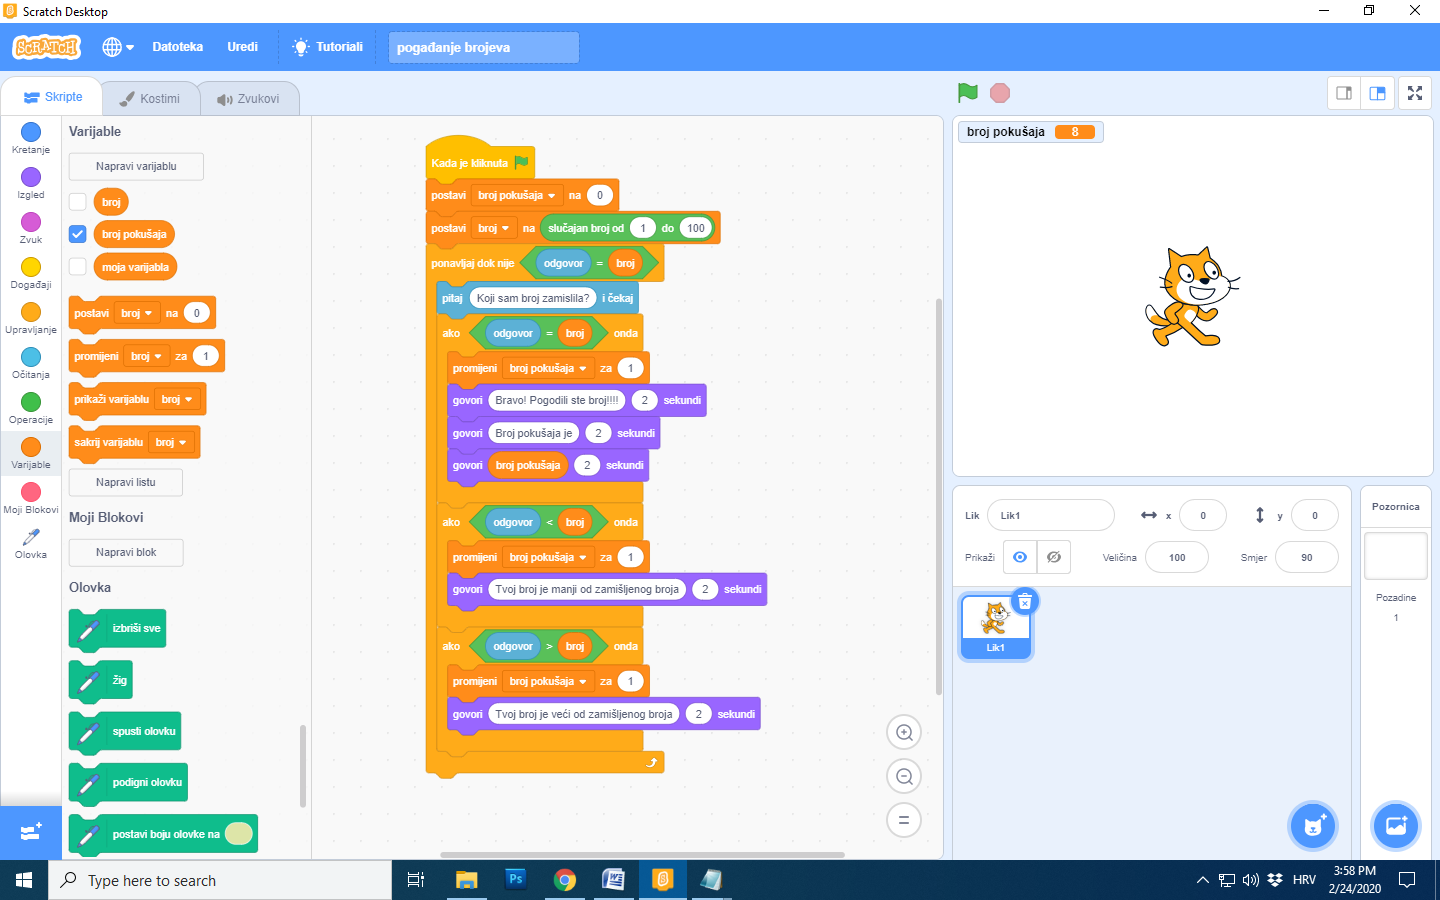 Scratch Desktop
SCRATCH
Datoteka
Uredi
Tutoriali
pogađanje brojeva
Skripte
Kostimi
Zvukovi
Kretanje
Izgled
Zvuk
Događaji
Upravljanje
Očitanja
Operacije
Varijable
Moji Blokovi
Olovka
Varijable
Napravi varijablu
broj
broj pokušaja
moja varijabla
postavi broj na 0
promijeni broj za 1
prikaži varijablu broj
sakrij varijablu broj
Napravi listu
Moji Blokovi
Napravi blok
Olovka
izbriši sve
žig
spusti olovku
podigni olovku
postavi boju olovke na
Kada je kliknuta
postavi broj pokušaja na 0
postavi broj na slučajan broj od 1 do 100
ponavljaj dok nije odgovor = broj
pitaj Koji sam broj zamislila? i čekaj
ako odgovor = broj onda
promijeni broj pokušaja za 1
govori Bravo! Pogodili ste broj!!!! 2 sekundi
govori Broj pokušaja je 2 sekundi
govori broj pokušaja 2 sekundi
ako odgovor < broj onda
promijeni broj pokušaja za 1
govori Tvoj broj je manji od zamišljenog broja 2 sekundi
ako odgovor > broj onda
promijeni broj pokušaja za 1
govori Tvoj broj je veći od zamišljenog broja 2 sekundi
broj pokušaja 8
Lik Lik1 x 0 y 0
Prikaži Veličina 100 Smjer 90
Lik1
Pozornica
Pozadine
1
Type here to search
Ps
W
HRV
3:58 PM
2/24/2020